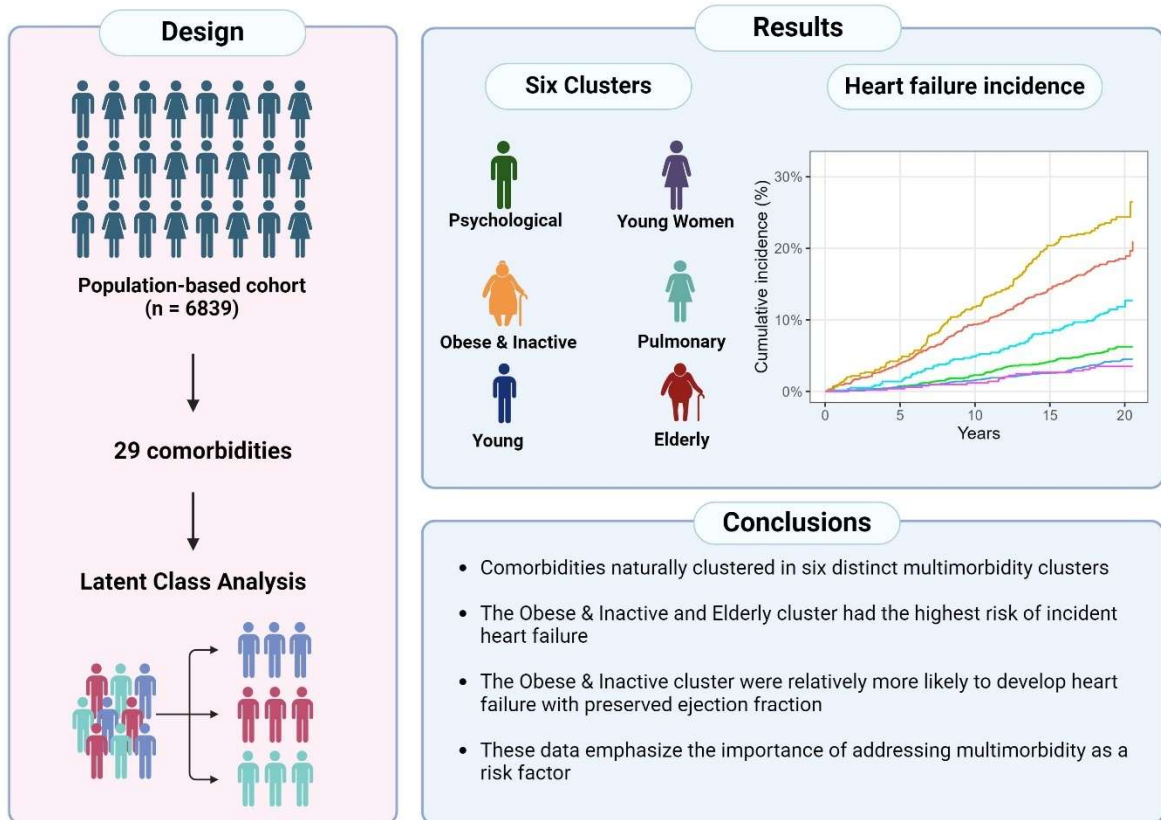 Design
Population-based cohort
(n = 6839)
29 comorbidities
Latent Class Analysis
Results
Six Clusters
Psychological
Young Women
Obese & Inactive
Pulmonary
Young
Elderly
Heart failure incidence
Cumulative incidence (%)
30%
20%
10%
0%
0 5 10 15 20
Years
Conclusions
• Comorbidities naturally clustered in six distinct multimorbidity clusters
• The Obese & Inactive and Elderly cluster had the highest risk of incident
heart failure
• The Obese & Inactive cluster were relatively more likely to develop heart
failure with preserved ejection fraction
• These data emphasize the importance of addressing multimorbidity as a
risk factor